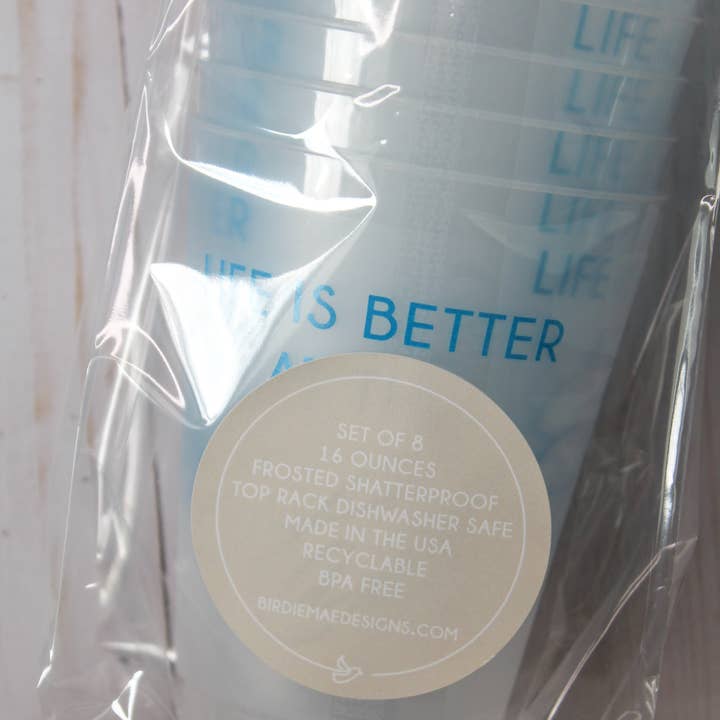 LIFE
LIFE
LIFE
LIFE
LIFE
ER
LIFE IS BETTER
SET OF 8
16 OUNCES
FROSTED SHATTERPROOF
TOP RACK DISHWASHER SAFE
MADE IN THE USA
RECYCLABLE
BPA FREE
BIRDIEMAEDESIGNS.COM